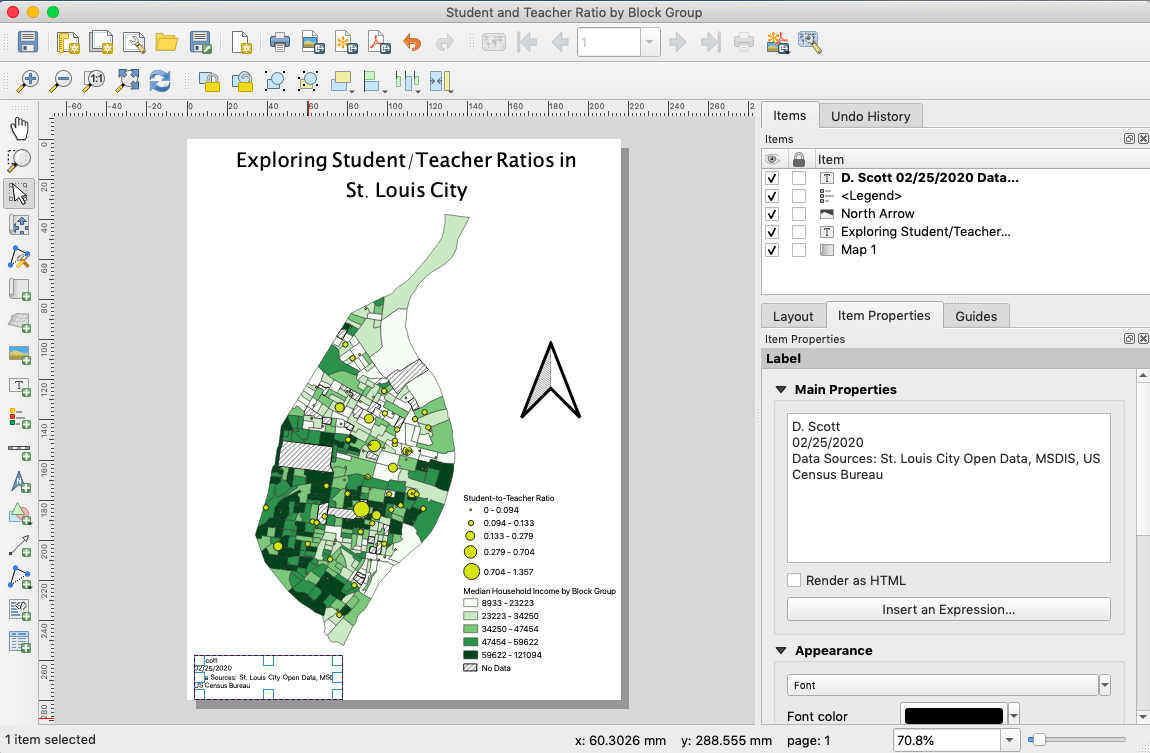 Student and Teacher Ratio by Block Group
1
1:1
-60 -40 -20 0 20 40 60 80 100 120 140 160 180 200 220 240 260 2
0 20 40 60 80 100 120 140 160 180 200 220 240 260 280
Exploring Student/Teacher Ratios in
St. Louis City
Student-to-Teacher Ratio
0 - 0.094
0.094 - 0.133
0.133 - 0.279
0.279 - 0.704
0.704 - 1.357
Median Household Income by Block Group
8933 - 23223
23223 - 34250
34250 - 47454
47454 - 59622
59622 - 121094
No Data
cott
02/25/2020
a Sources: St. Louis City Open Data, MSD
US Census Bureau
Items
Undo History
Items
Item
D. Scott 02/25/2020 Data...
<Legend>
North Arrow
Exploring Student/Teacher...
Map 1
Layout
Item Properties
Guides
Item Properties
Label
Main Properties
D. Scott
02/25/2020
Data Sources: St. Louis City Open Data, MSDIS, US
Census Bureau
Render as HTML
Insert an Expression...
Appearance
Font
Font color
1 item selected
x: 60.3026 mm
y: 288.555 mm
page: 1
70.8%